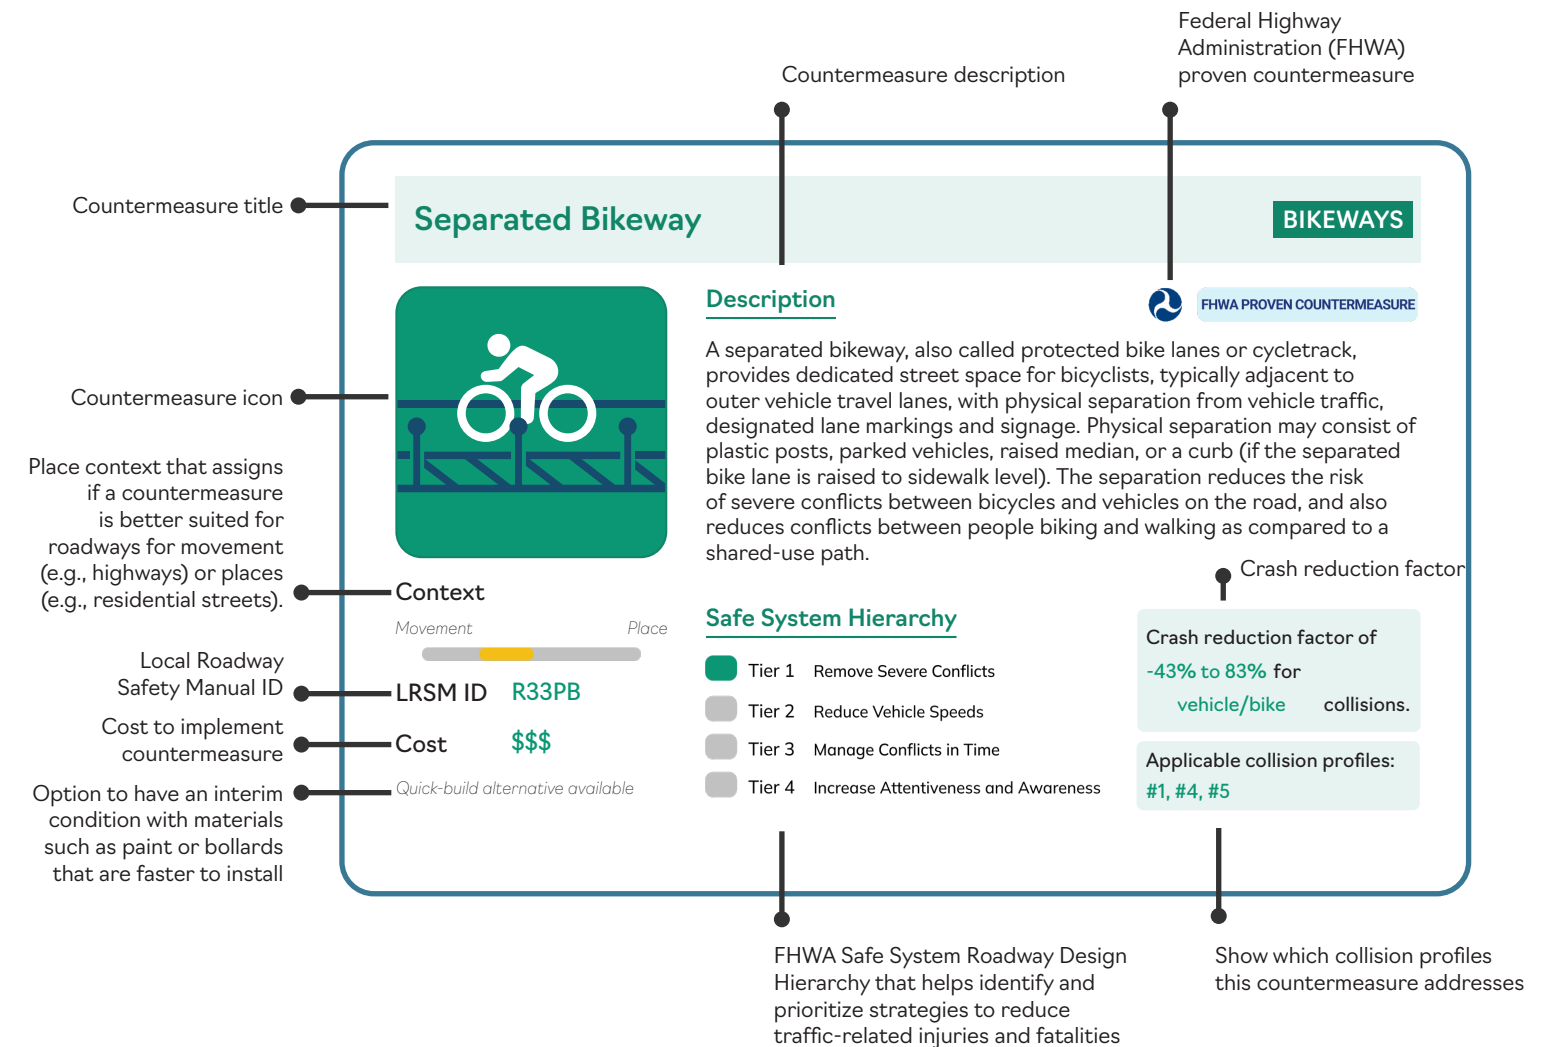 Federal Highway
Administration (FHWA)
proven countermeasure
Countermeasure description
Countermeasure title
Separated Bikeway
BIKEWAYS
Countermeasure icon
Description
FHWA PROVEN COUNTERMEASURE
A separated bikeway, also called protected bike lanes or cycletrack,
provides dedicated street space for bicyclists, typically adjacent to
outer vehicle travel lanes, with physical separation from vehicle traffic,
designated lane markings and signage. Physical separation may consist of
plastic posts, parked vehicles, raised median, or a curb (if the separated
bike lane is raised to sidewalk level). The separation reduces the risk
of severe conflicts between bicycles and vehicles on the road, and also
reduces conflicts between people biking and walking as compared to a
shared-use path.
Place context that assigns
if a countermeasure
is better suited for
roadways for movement
(e.g., highways) or places
(e.g., residential streets).
Context
Movement
Place
Local Roadway
Safety Manual ID
LRSM ID R33PB
Cost to implement
countermeasure
Cost $$$
Option to have an interim
condition with materials
such as paint or bollards
that are faster to install
Quick-build alternative available
Safe System Hierarchy
Tier 1 Remove Severe Conflicts
Tier 2 Reduce Vehicle Speeds
Tier 3 Manage Conflicts in Time
Tier 4 Increase Attentiveness and Awareness
Crash reduction factor
Crash reduction factor of
-43% to 83% for
vehicle/bike collisions.
Applicable collision profiles:
#1, #4, #5
FHWA Safe System Roadway Design
Hierarchy that helps identify and
prioritize strategies to reduce
traffic-related injuries and fatalities
Show which collision profiles
this countermeasure addresses